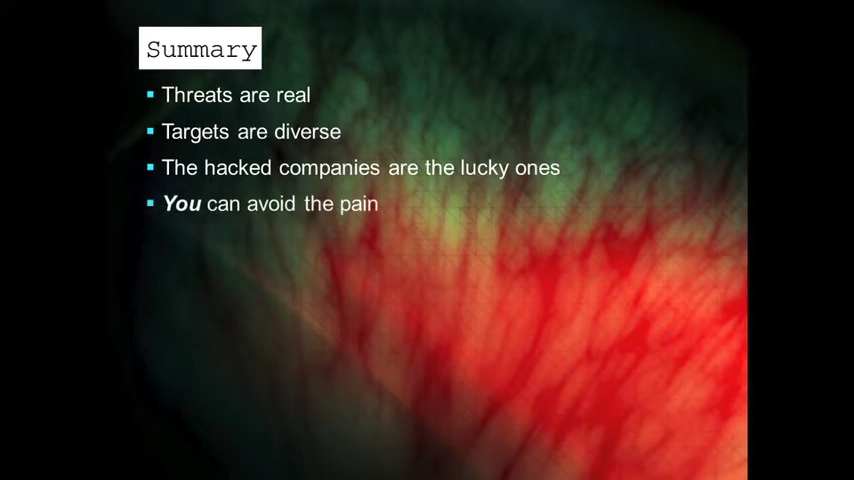 Summary
Threats are real
Targets are diverse
The hacked companies are the lucky ones
You can avoid the pain